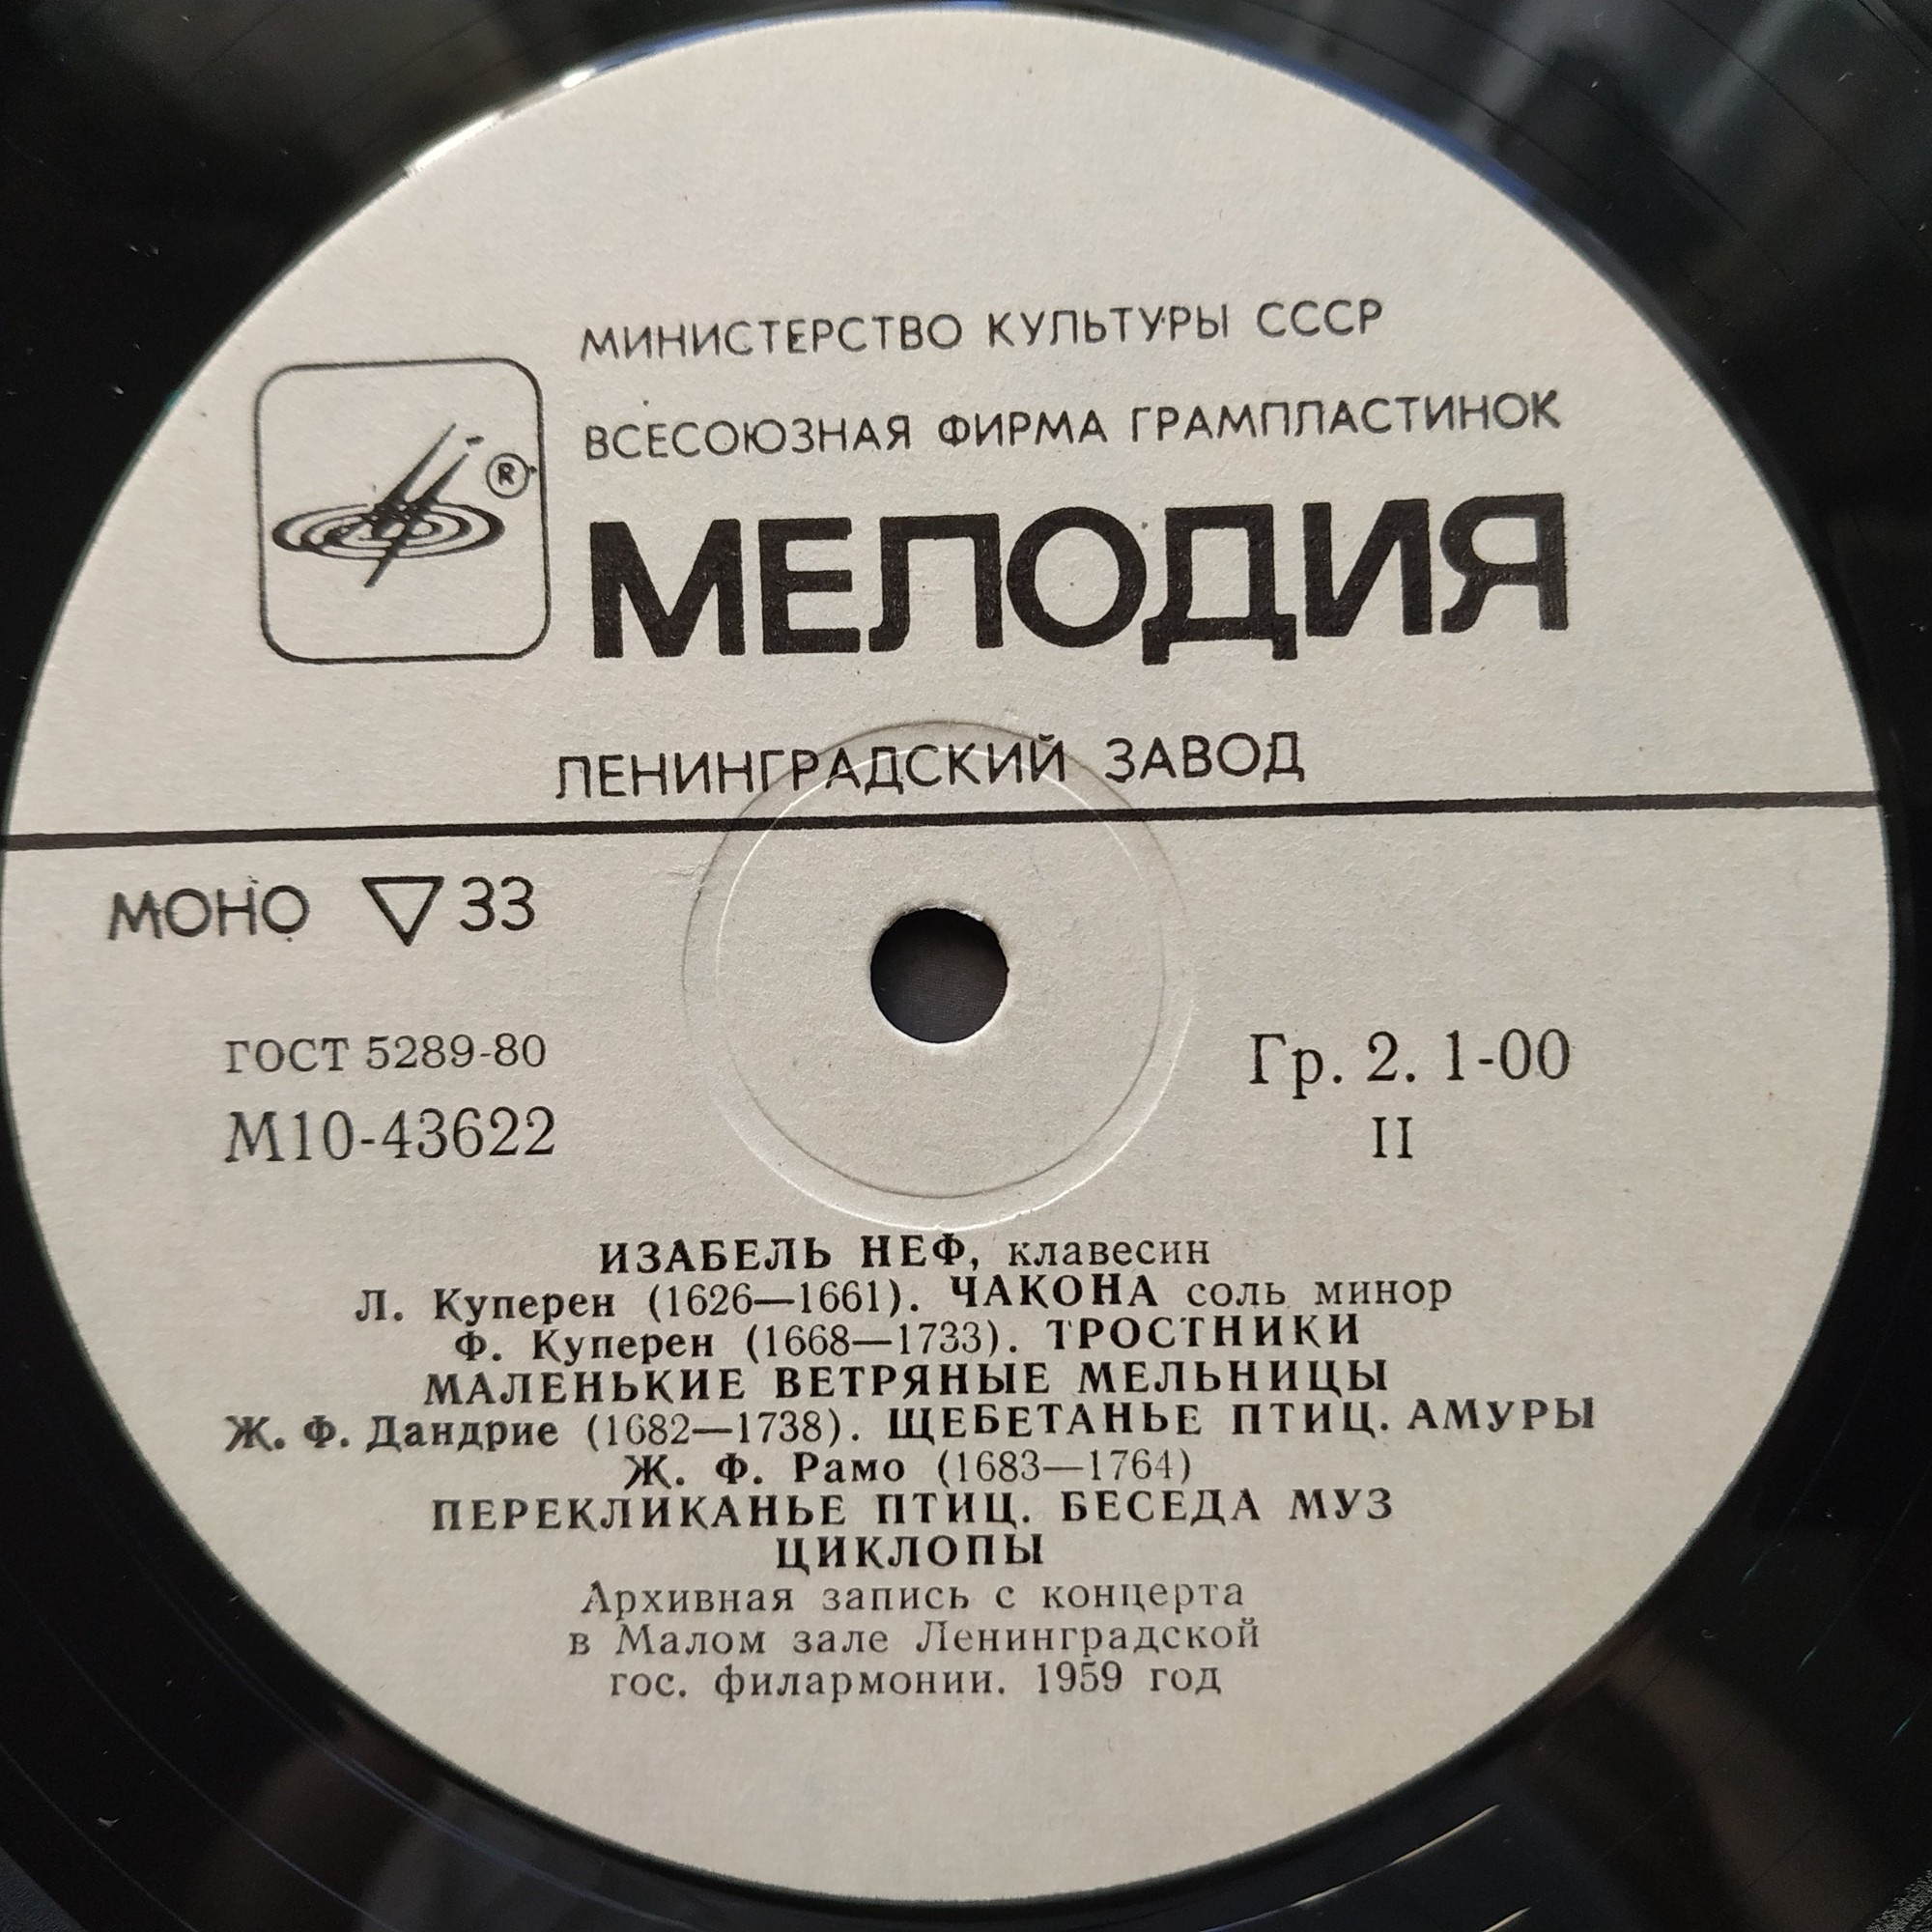 МИНИСТЕРСТВО КУЛЬТУРЫ СССР
ВСЕСОЮЗНАЯ ФИРМА ГРАМПЛАСТИНОК
®
МЕЛОДИЯ
ЛЕНИНГРАДСКИЙ ЗАВОД
МОНО ▽ 33
ГОСТ 5289-80
Гр. 2. 1-00
М10-43622
II
ИЗАБЕЛЬ НЕФ, клавесин
Л. Куперен (1626—1661). ЧАКОНА соль минор
Ф. Куперен (1668—1733). ТРОСТНИКИ
МАЛЕНЬКИЕ ВЕТРЯНЫЕ МЕЛЬНИЦЫ
Ж. Ф. Дандрие (1682—1738). ЩЕБЕТАНЬЕ ПТИЦ. АМУРЫ
Ж. Ф. Рамо (1683—1764)
ПЕРЕКЛИКАНЬЕ ПТИЦ. БЕСЕДА МУЗ
ЦИКЛОПЫ
Архивная запись с концерта
в Малом зале Ленинградской
гос. филармонии. 1959 год